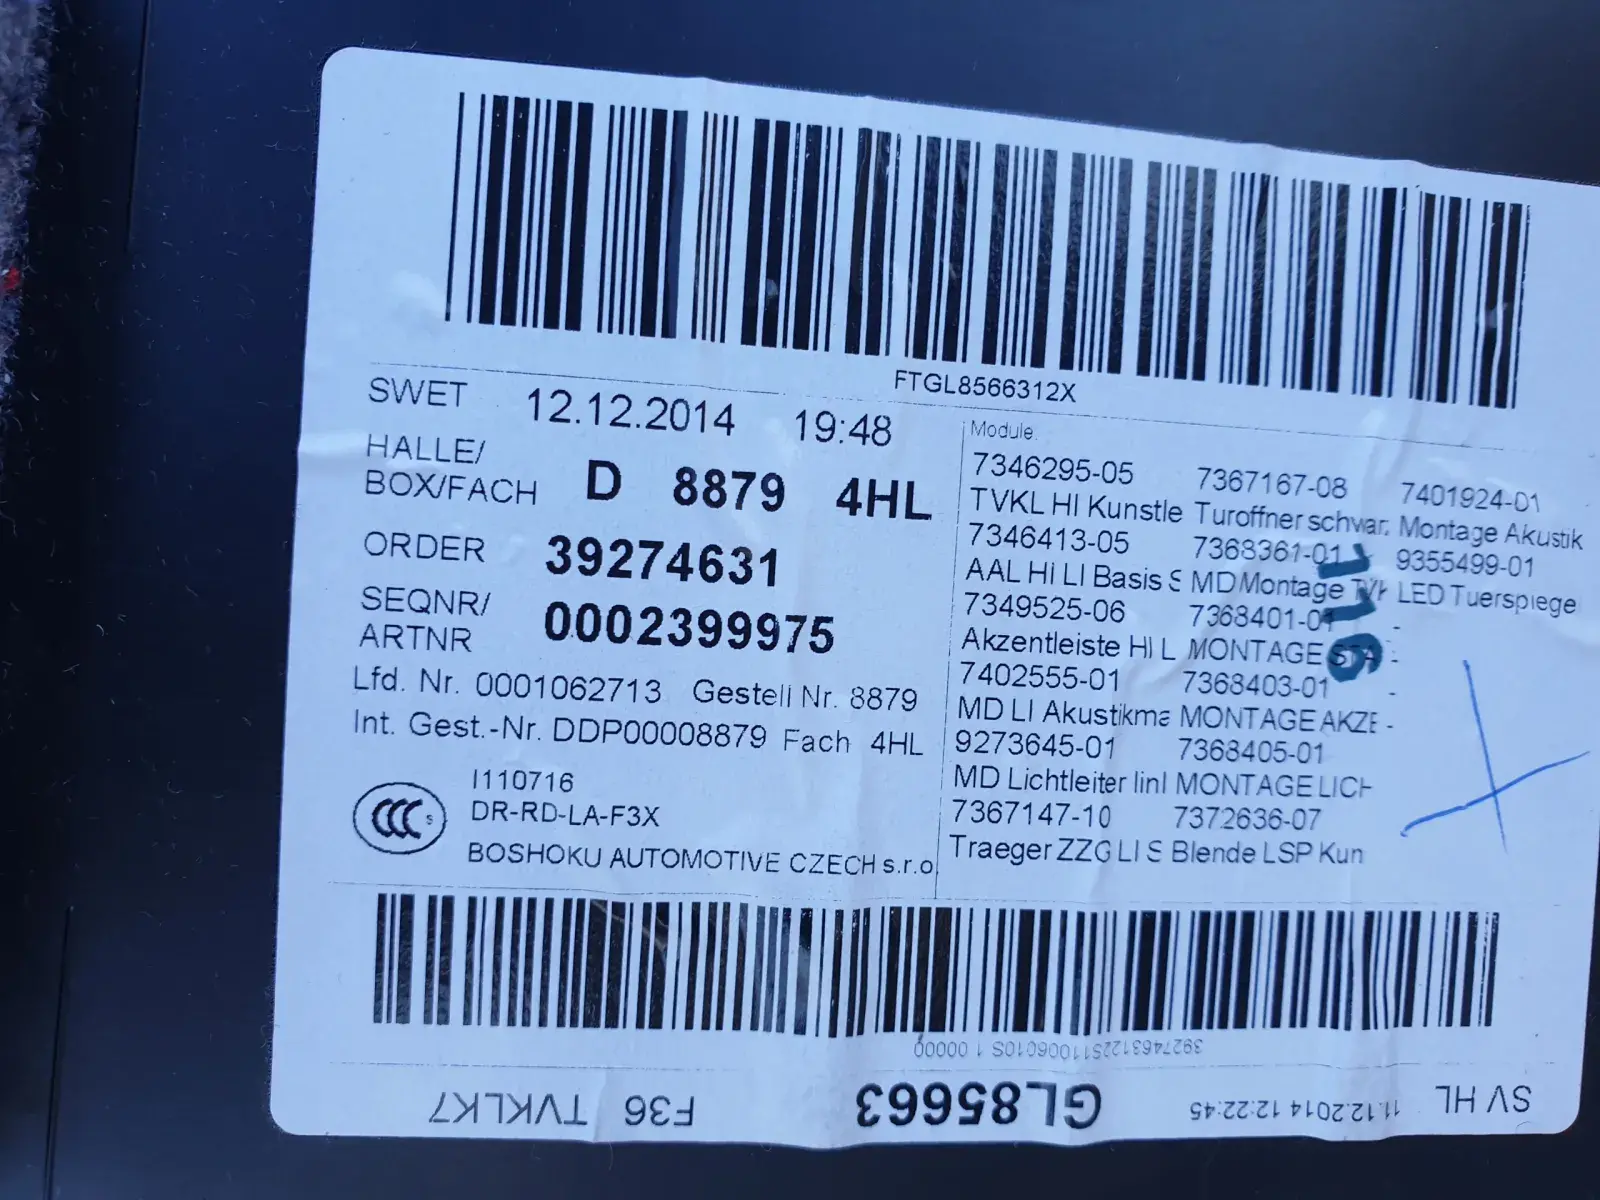 FTGL8566312X
SWET 12.12.2014 19:48
HALLE/
BOX/FACH D 8879 4HL
ORDER 39274631
SEQNR/
ARTNR 0002399975
Lfd. Nr. 0001062713 Gestell Nr. 8879
Int. Gest.-Nr. DDP00008879 Fach 4HL
CCC S
I110716
DR-RD-LA-F3X
BOSHOKU AUTOMOTIVE CZECH s.r.o
Module:
7346295-05 7367167-08 7401924-01
TVKL HI Kunstle Turoffner schwar. Montage Akustik
7346413-05 7368361-01 9355499-01
AAL HI LI Basis S MD Montage TVK LED Tuerspiege
7349525-06 7368401-01 -
Akzentleiste HI L MONTAGE -
7402555-01 7368403-01 -
MD LI Akustikma MONTAGE AKZE -
9273645-01 7368405-01
MD Lichtleiter linl MONTAGE LICH
7367147-10 7372636-07
Traeger ZZG LI S Blende LSP Kun
116
SV HL 11.12.2014 12:22:45 GL85663 F36 TVKLK7